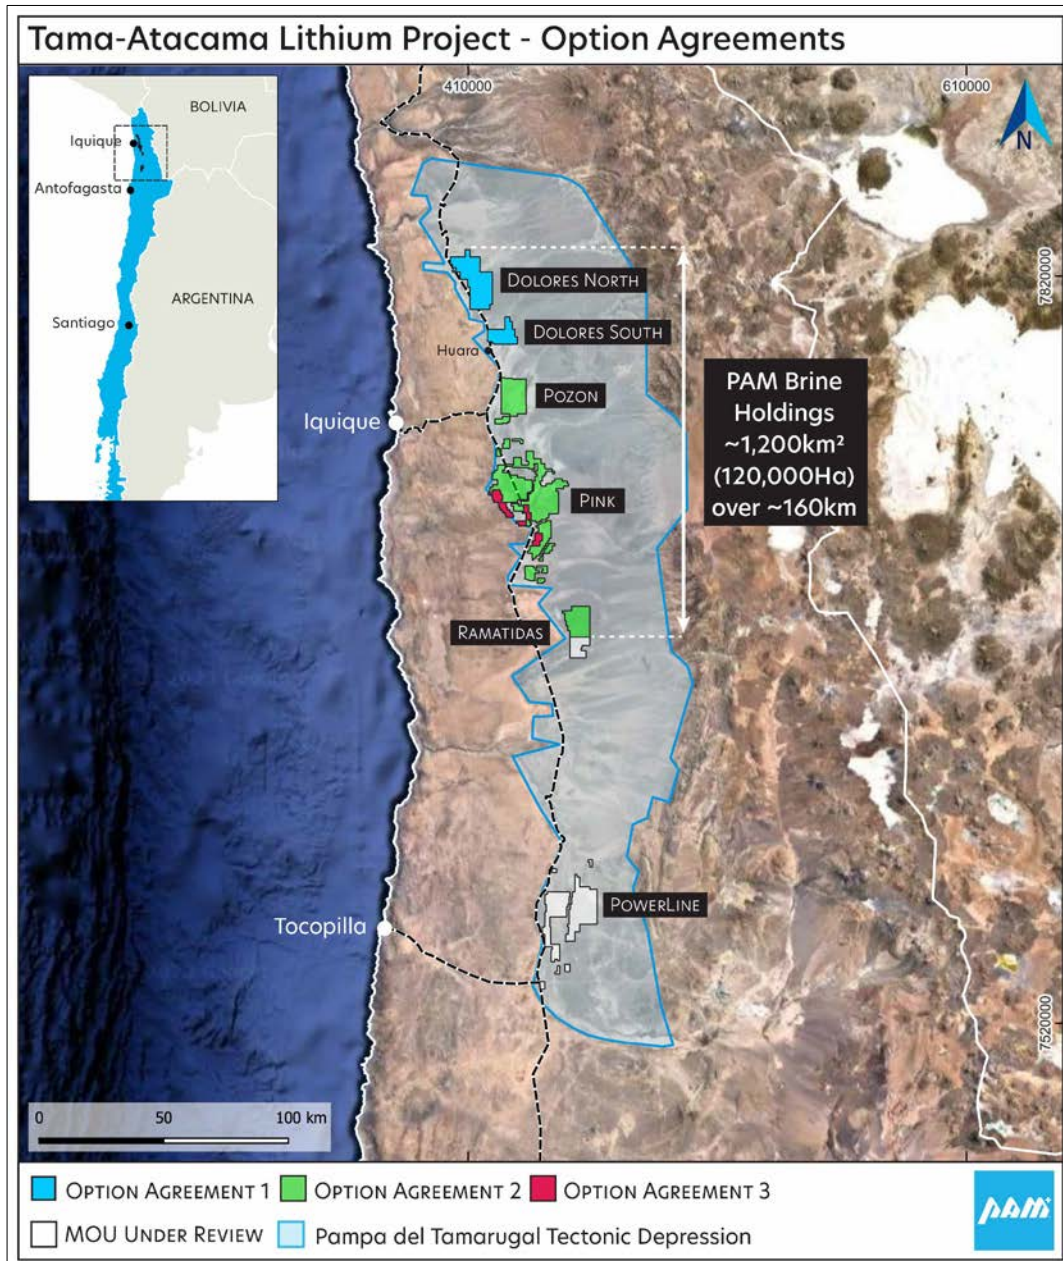 Tama-Atacama Lithium Project - Option Agreements
410000
610000
N
BOLIVIA
Iquique
Antofagasta
ARGENTINA
Santiago
7820000
DOLORES NORTH
DOLORES SOUTH
Huara
POZON
Iquique
PAM Brine
Holdings
~1,200km²
(120,000Ha)
over ~160km
PINK
RAMATIDAS
POWERLINE
Tocopilla
7520000
0 50 100 km
OPTION AGREEMENT 1 OPTION AGREEMENT 2 OPTION AGREEMENT 3
MOU UNDER REVIEW Pampa del Tamarugal Tectonic Depression
PAM